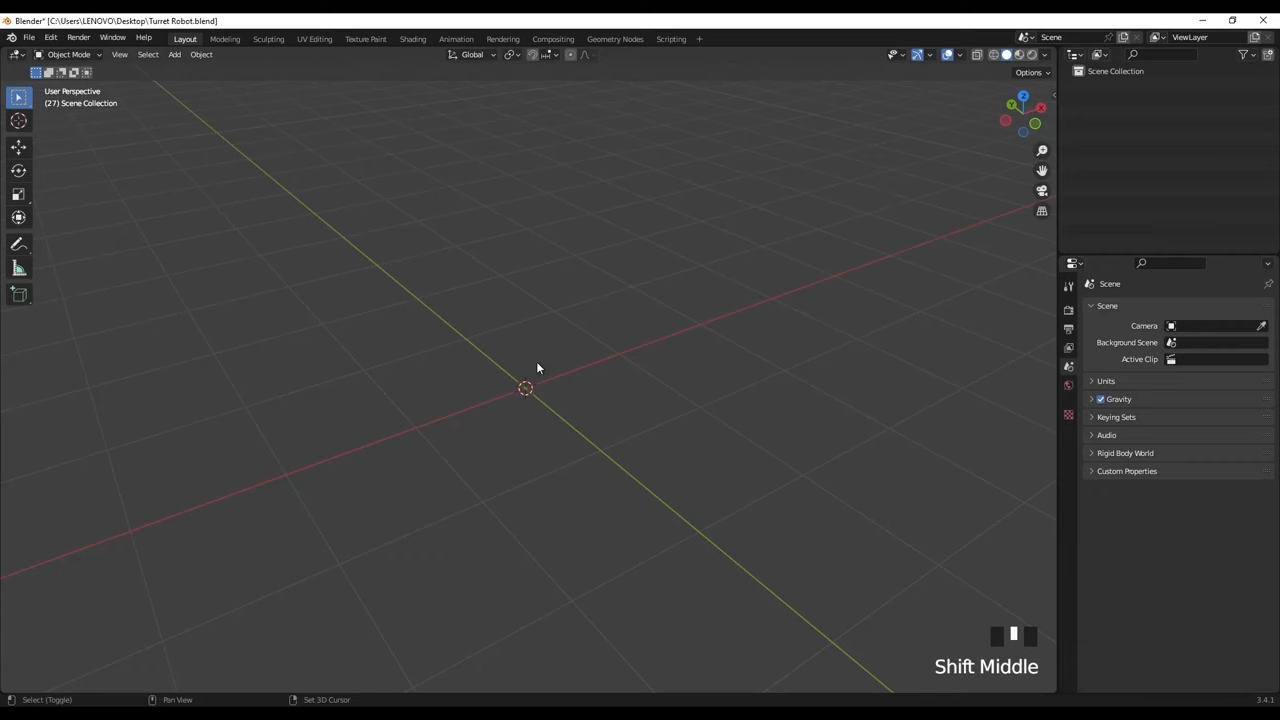 Blender* [C:\Users\LENOVO\Desktop\Turret Robot.blend]
File Edit Render Window Help Layout Modeling Sculpting UV Editing Texture Paint Shading Animation Rendering Compositing Geometry Nodes Scripting + Scene ViewLayer
Object Mode View Select Add Object Global
Options
User Perspective
(27) Scene Collection
Z
Y
X
Scene Collection
Scene
Scene
Camera
Background Scene
Active Clip
Units
Gravity
Keying Sets
Audio
Rigid Body World
Custom Properties
Shift Middle
Select (Toggle) Pan View Set 3D Cursor 3.4.1